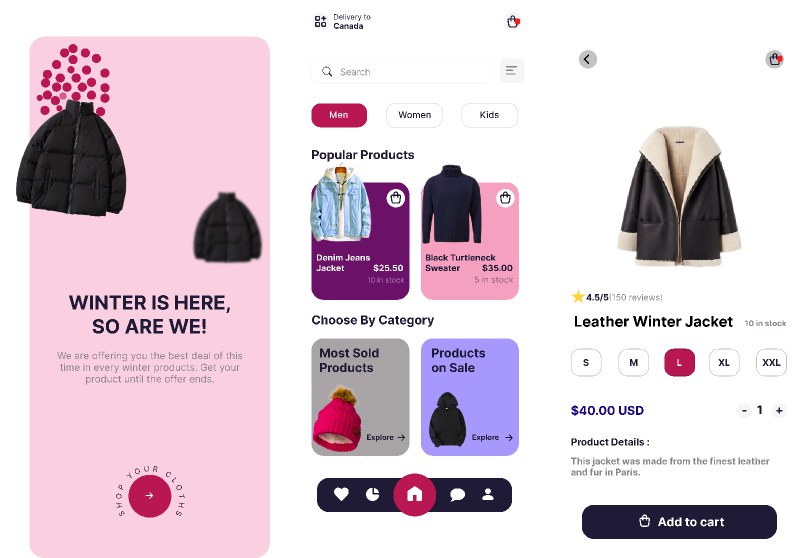 WINTER IS HERE,
SO ARE WE!
We are offering you the best deal of this
time in every winter products. Get your
product until the offer ends.
SHOP YOUR CLOTHS
Delivery to
Canada
Search
Men
Women
Kids
Popular Products
Denim Jeans
Jacket
$25.50
10 in stock
Black Turtleneck
Sweater
$35.00
5 in stock
Choose By Category
Most Sold
Products
Explore
Products
on Sale
Explore
4.5/5(150 reviews)
Leather Winter Jacket
10 in stock
S
M
L
XL
XXL
$40.00 USD
- 1 +
Product Details :
This jacket was made from the finest leather
and fur in Paris.
Add to cart